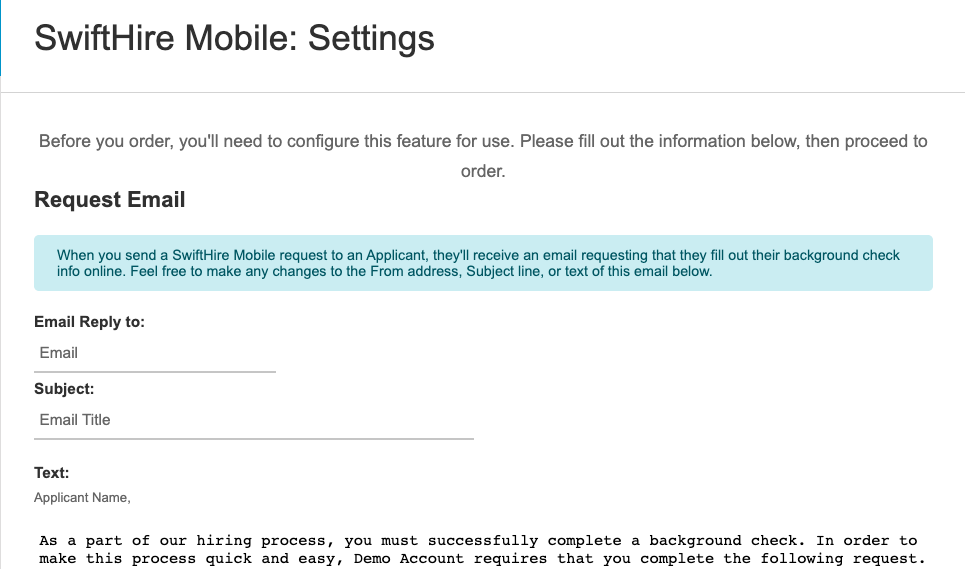 SwiftHire Mobile: Settings
Before you order, you'll need to configure this feature for use. Please fill out the information below, then proceed to
order.
Request Email
When you send a SwiftHire Mobile request to an Applicant, they'll receive an email requesting that they fill out their background check
info online. Feel free to make any changes to the From address, Subject line, or text of this email below.
Email Reply to:
Email
Subject:
Email Title
Text:
Applicant Name,
As a part of our hiring process, you must successfully complete a background check. In order to
make this process quick and easy, Demo Account requires that you complete the following request.